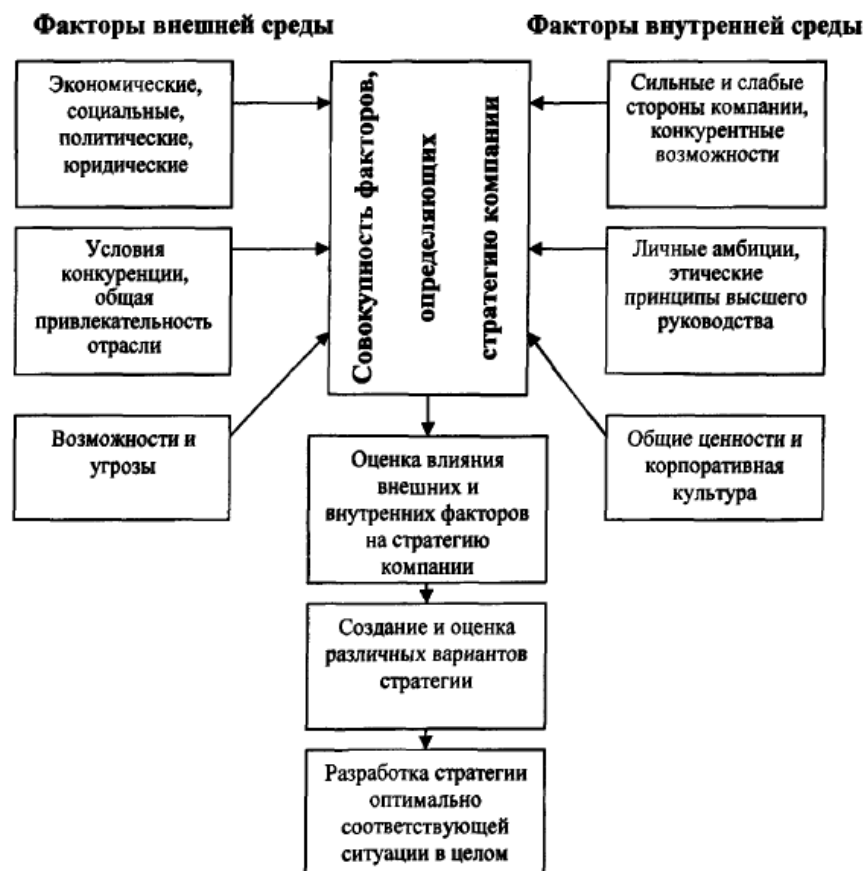 Факторы внешней среды
Факторы внутренней среды
Экономические,
социальные,
политические,
юридические
Условия
конкуренции,
общая
привлекательность
отрасли
Возможности и
угрозы
Совокупность факторов,
определяющих
стратегию компании
Сильные и слабые
стороны компании,
конкурентные
возможности
Личные амбиции,
этические
принципы высшего
руководства
Общие ценности и
корпоративная
культура
Оценка влияния
внешних и
внутренних факторов
на стратегию
компании
Создание и оценка
различных вариантов
стратегии
Разработка стратегии
оптимально
соответствующей
ситуации в целом